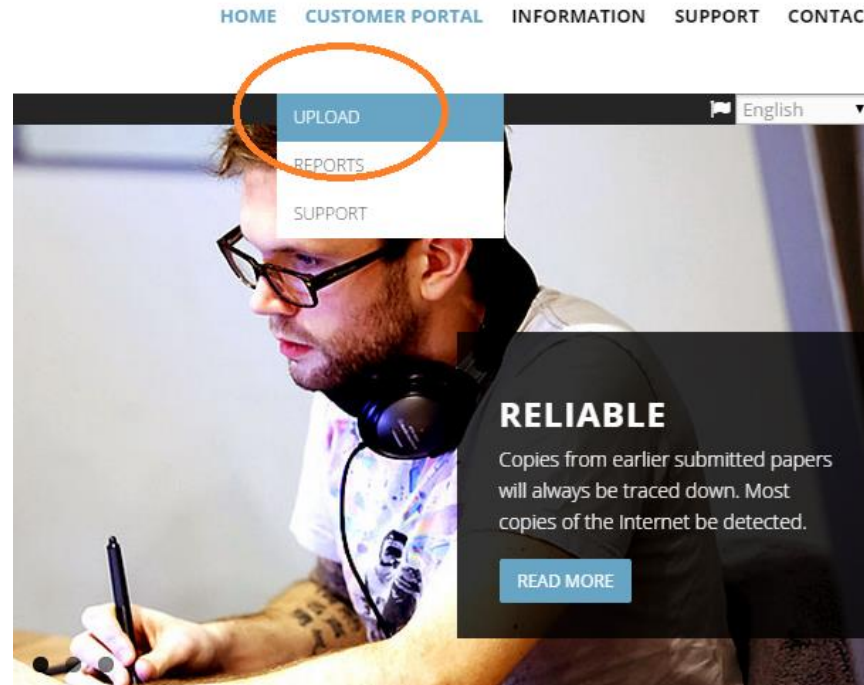 HOME CUSTOMER PORTAL INFORMATION SUPPORT CONTAC
UPLOAD
English
REPORTS
SUPPORT
RELIABLE
Copies from earlier submitted papers
will always be traced down. Most
copies of the Internet be detected.
READ MORE